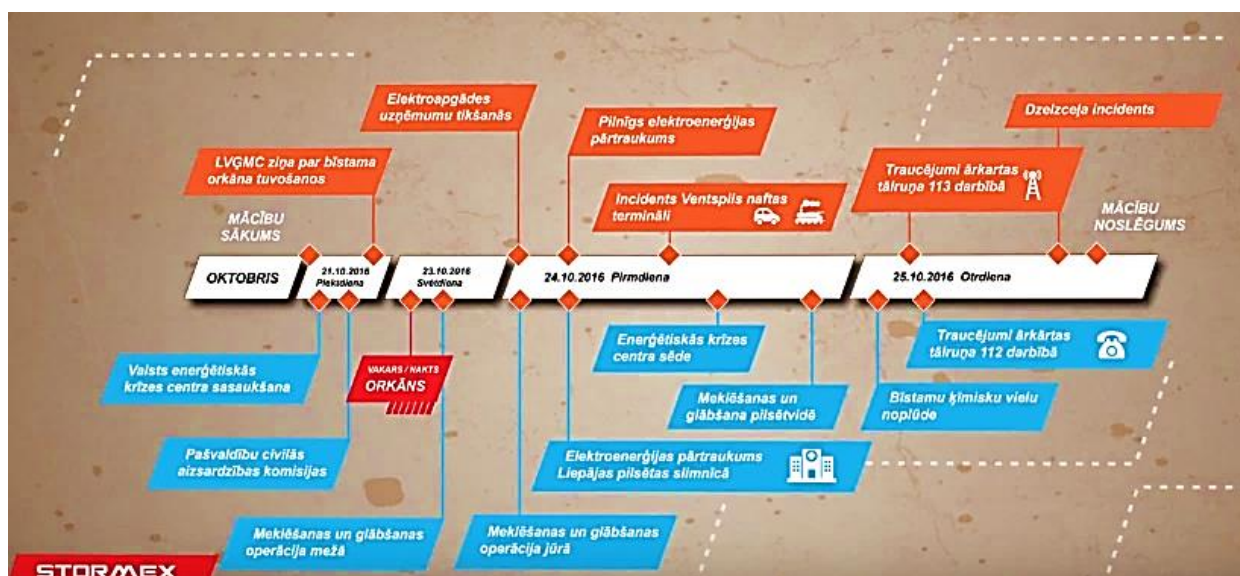 Dzelzceļa incidents
Elektroapgādes
uzņēmumu tikšanās
Pilnīgs elektroenerģijas
pārtraukums
LVĢMC ziņa par bīstama
orkāna tuvošanos
Traucējumi ārkartas
tālruņa 113 darbībā
Incidents Ventspils naftas
termināli
MĀCĪBU
SĀKUMS
MĀCĪBU
NOSLĒGUMS
OKTOBRIS
21.10.2016
Piektdiena
23.10.2016
Svētdiena
24.10.2016 Pirmdiena
25.10.2016 Otrdiena
Valsts enerģētiskās
krīzes centra sasaukšana
VAKARS / NAKTS
ORKĀNS
Enerģētiskās krīzes
centra sēde
Traucējumi ārkārtas
tālruņa 112 darbībā
Meklēšanas un
glābšana pilsētvidē
Bīstamu ķīmisku vielu
noplūde
Pašvaldību civilās
aizsardzības komisijas
Elektroenerģijas pārtraukums
Liepājas pilsētas slimnīcā
Meklēšanas un glābšanas
operācija mežā
Meklēšanas un glābšanas
operācija jūrā
STORMEX